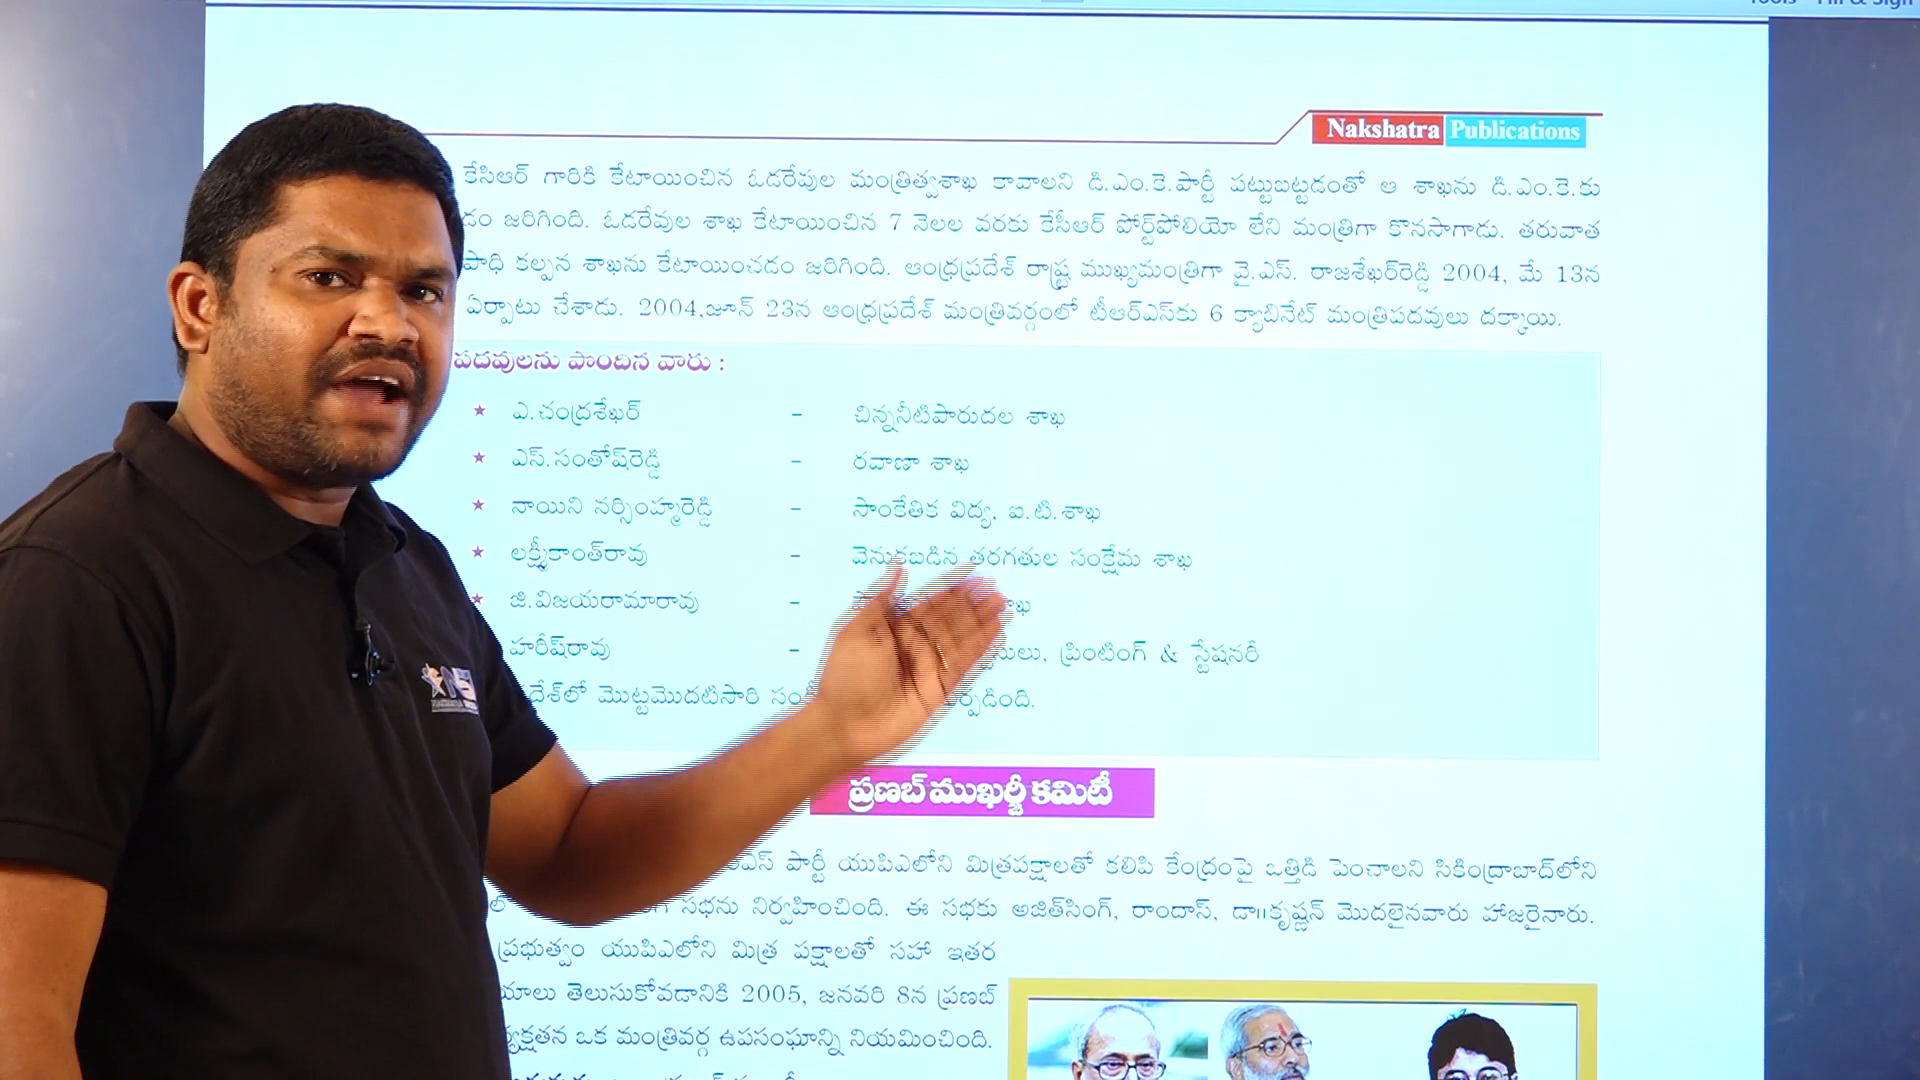 Tools Fill & Sign
Nakshatra Publications
కేసిఆర్ గారికి కేటాయించిన ఓడరేవుల మంత్రిత్వశాఖ కావాలని డి.ఎం.కె.పార్టీ పట్టుబట్టడంతో ఆ శాఖను డి.ఎం.కె.కు
జరిగింది. ఓడరేవుల శాఖ కేటాయించిన 7 నెలల వరకు కేసీఆర్ పోర్ట్‌పోలియో లేని మంత్రిగా కొనసాగాడు. తరువాత
కల్పన శాఖను కేటాయించడం జరిగింది. ఆంధ్రప్రదేశ్ రాష్ట్ర ముఖ్యమంత్రిగా వై.ఎస్. రాజశేఖర్‌రెడ్డి 2004, మే 13న
ఏర్పాటు చేశాడు. 2004,జూన్ 23న ఆంధ్రప్రదేశ్ మంత్రివర్గంలో టీఆర్ఎస్‌కు 6 క్యాబినేట్ మంత్రిపదవులు దక్కాయి.
పదవులను పొందిన వారు :
★ ఎ.చంద్రశేఖర్ - చిన్ననీటిపారుదల శాఖ
★ ఎస్.సంతోష్‌రెడ్డి - రవాణా శాఖ
★ నాయిని నర్సింహ్మారెడ్డి - సాంకేతిక విద్య, ఐ.టి.శాఖ
★ లక్ష్మీకాంత్‌రావు - వెనుకబడిన తరగతుల సంక్షేమ శాఖ
★ జి.విజయరామారావు -
హరీష్‌రావు - ప్రింటింగ్ & స్టేషనరీ
మొట్టమొదటిసారి
ప్రణబ్ ముఖర్జీ కమిటీ
పార్టీ యుపిఎలోని మిత్రపక్షాలతో కలిపి కేంద్రంపై ఒత్తిడి పెంచాలని సికింద్రాబాద్‌లోని
సభను నిర్వహించింది. ఈ సభకు అజిత్‌సింగ్, రాందాస్, డా||కృష్ణన్ మొదలైనవారు హాజరైనారు.
ప్రభుత్వం యుపిఎలోని మిత్ర పక్షాలతో సహా ఇతర
తెలుసుకోవడానికి 2005, జనవరి 8న ప్రణబ్
ఒక మంత్రివర్గ ఉపసంఘాన్ని నియమించింది.